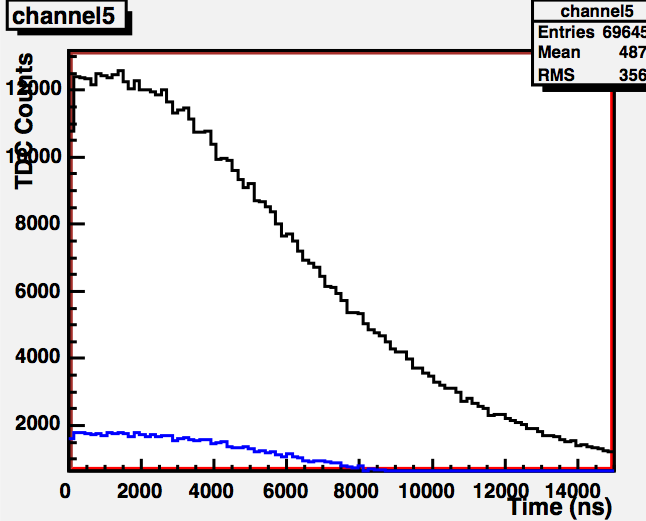 channel5
channel5
Entries 69645
Mean 487
RMS 356
TDC Counts
12000
10000
8000
6000
4000
2000
0 2000 4000 6000 8000 10000 12000 14000
Time (ns)